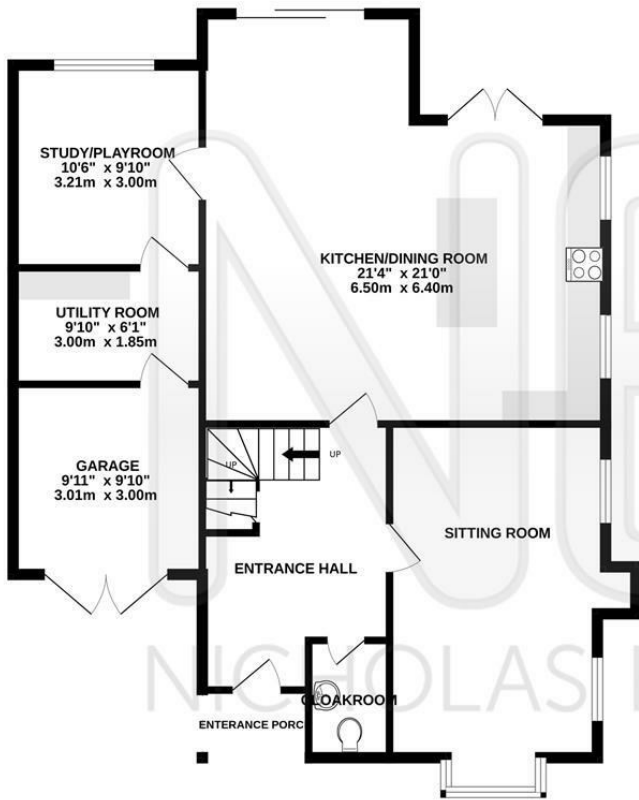 STUDY/PLAYROOM
10'6" x 9'10"
3.21m x 3.00m
KITCHEN/DINING ROOM
21'4" x 21'0"
6.50m x 6.40m
UTILITY ROOM
9'10" x 6'1"
3.00m x 1.85m
GARAGE
9'11" x 9'10"
3.01m x 3.00m
UP
UP
SITTING ROOM
ENTRANCE HALL
CLOAKROOM
ENTERANCE PORC
NICHOLAS